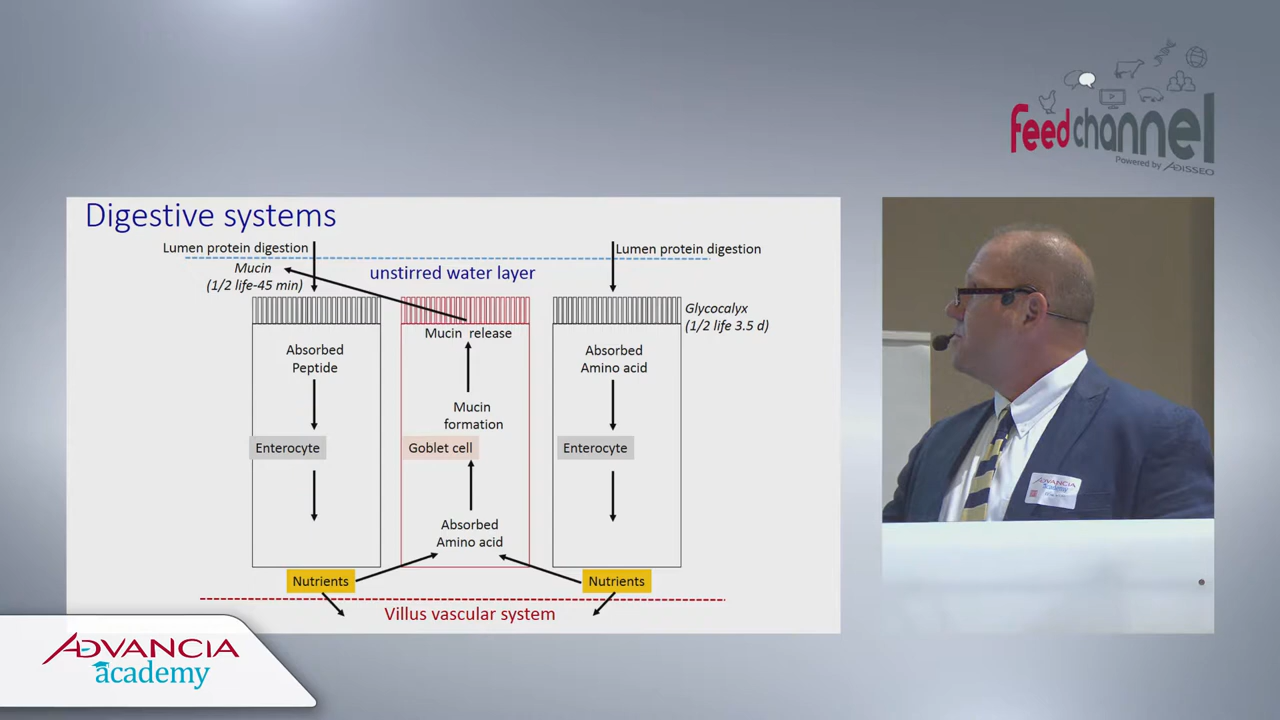 feedchannel
Powered by ADISSEO
Digestive systems
Lumen protein digestion
Lumen protein digestion
Mucin
(1/2 life-45 min)
unstirred water layer
Glycocalyx
(1/2 life 3.5 d)
Mucin release
Absorbed
Peptide
Absorbed
Amino acid
Mucin
formation
Enterocyte
Goblet cell
Enterocyte
Absorbed
Amino acid
Nutrients
Nutrients
Villus vascular system
ADVANCIA
academy
ADVANCIA
academy